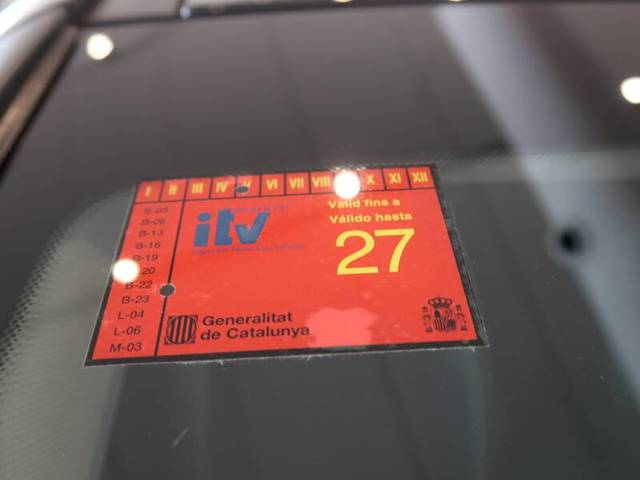 I II III IV V VI VII VIII X XI XII
B-03
B-06
B-13
B-16
B-19
20
B-22
B-23
L-04
L-06
M-03
itv
Vàlid fins a
Válido hasta
27
Generalitat
de Catalunya